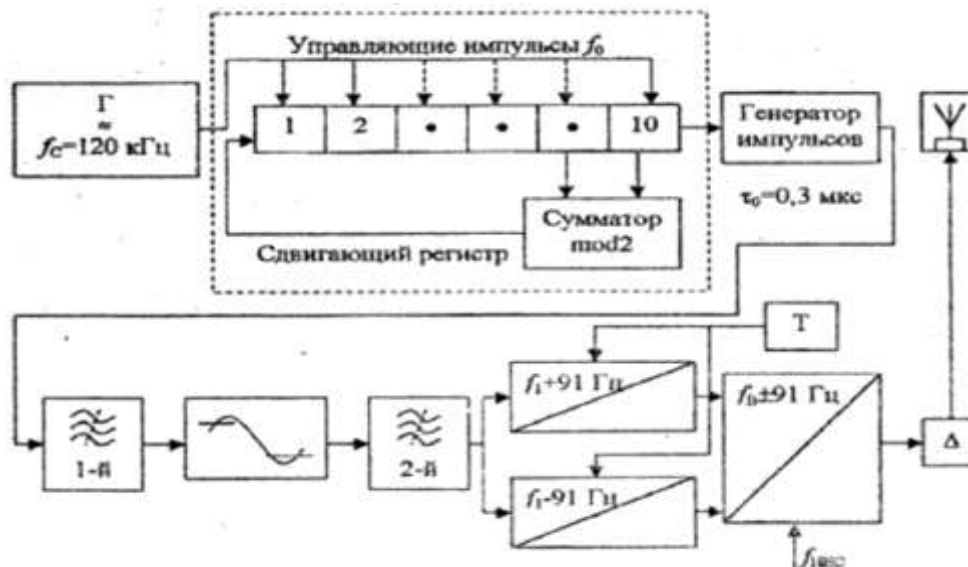 Управляющие импульсы f₀
Г
≈
f_C=120 кГц
1 2 • • • 10
Генератор
импульсов
τ₀=0,3 мкс
Сумматор
mod2
Сдвигающий регистр
Т
f₁+91 Гц
f₀±91 Гц
1-й
2-й
f₁-91 Гц
Δ